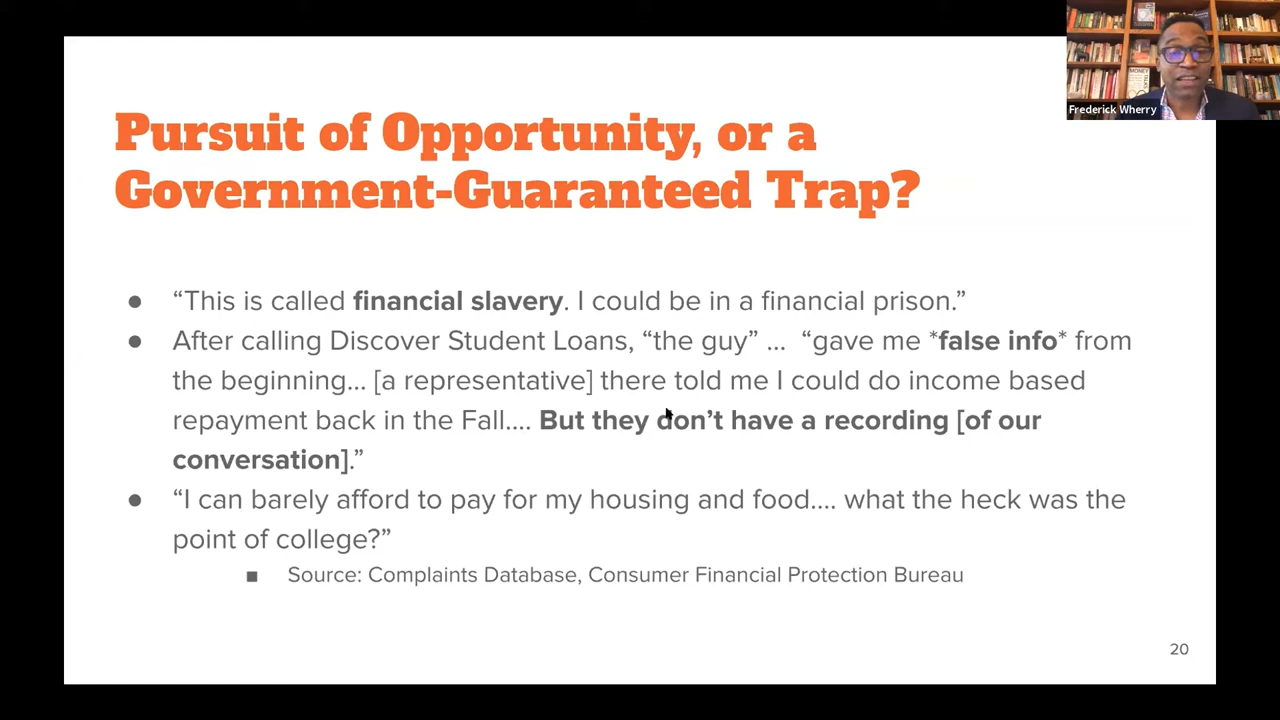 Frederick Wherry
Pursuit of Opportunity, or a
Government-Guaranteed Trap?
● “This is called financial slavery. I could be in a financial prison.”
● After calling Discover Student Loans, “the guy” … “gave me *false info* from
the beginning… [a representative] there told me I could do income based
repayment back in the Fall…. But they don’t have a recording [of our
conversation].”
● “I can barely afford to pay for my housing and food…. what the heck was the
point of college?”
■ Source: Complaints Database, Consumer Financial Protection Bureau
20